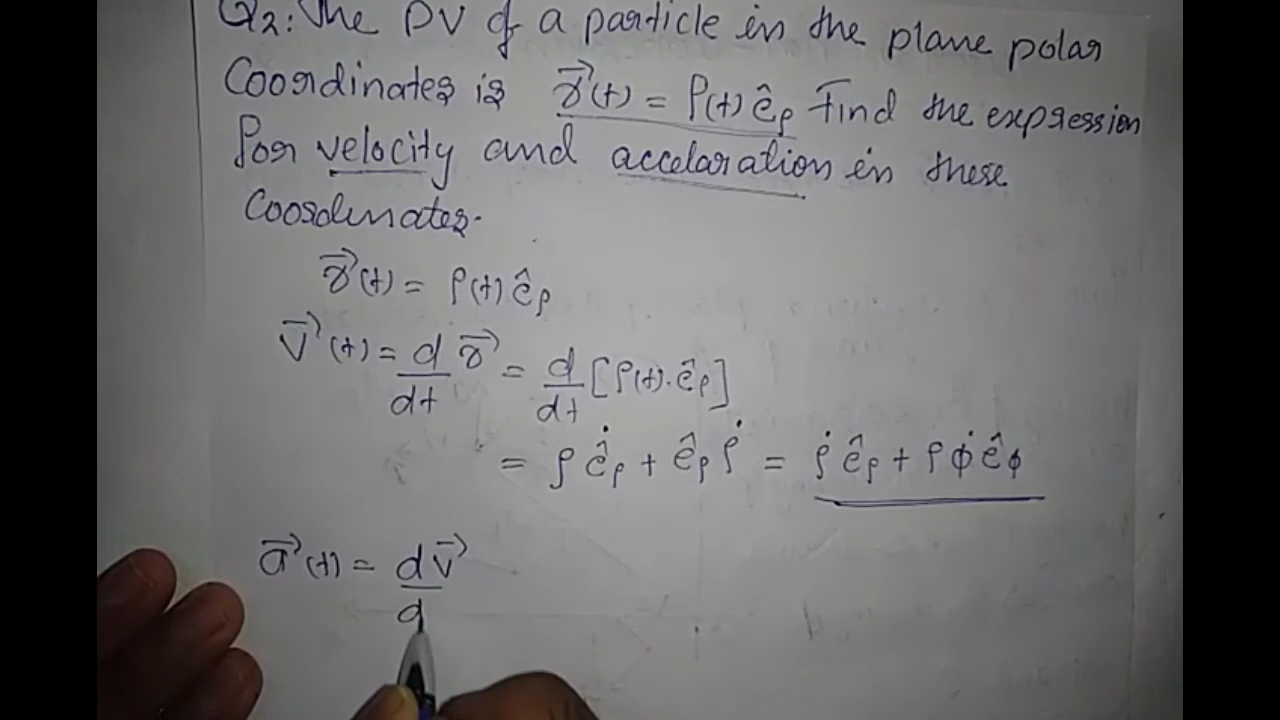 Q2: The PV of a particle in the plane polar
Coordinates is r⃗(t) = ρ(t) ê_ρ Find the expression
for velocity and accelaration in these
Coordinates.
r⃗(t) = ρ(t) ê_ρ
v⃗(t) = d/dt r⃗ = d/dt [ρ(t)·ê_ρ]
= ρ ê̇_ρ + ê_ρ ρ̇ = ρ̇ ê_ρ + ρ ϕ̇ ê_ϕ
a⃗(t) = dv⃗/d